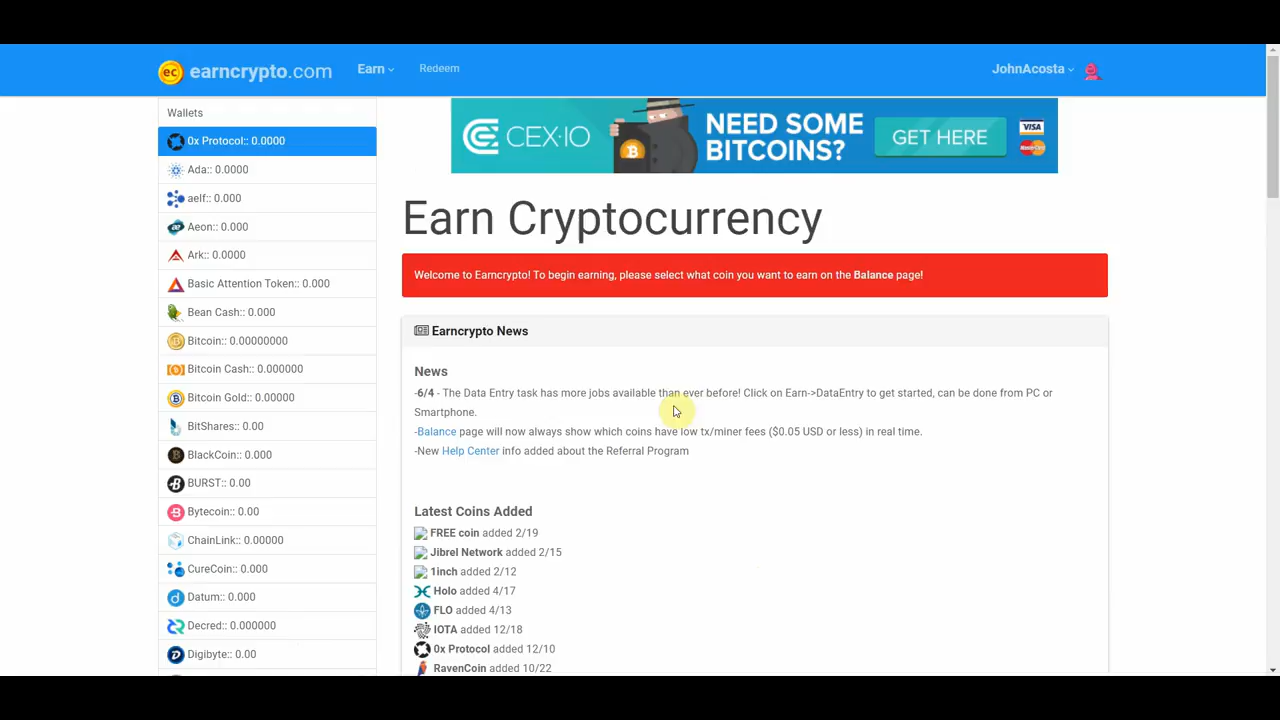 earncrypto.com
Earn
Redeem
JohnAcosta
Wallets
0x Protocol:: 0.0000
Ada:: 0.0000
aelf:: 0.000
Aeon:: 0.000
Ark:: 0.0000
Basic Attention Token:: 0.000
Bean Cash:: 0.000
Bitcoin:: 0.00000000
Bitcoin Cash:: 0.000000
Bitcoin Gold:: 0.00000
BitShares:: 0.00
BlackCoin:: 0.000
BURST:: 0.00
Bytecoin:: 0.00
ChainLink:: 0.00000
CureCoin:: 0.000
Datum:: 0.000
Decred:: 0.000000
Digibyte:: 0.00
CEX.IO
NEED SOME
BITCOINS?
GET HERE
VISA
MasterCard
Earn Cryptocurrency
Welcome to Earncrypto! To begin earning, please select what coin you want to earn on the Balance page!
Earncrypto News
News
-6/4 - The Data Entry task has more jobs available than ever before! Click on Earn->DataEntry to get started, can be done from PC or
Smartphone.
-Balance page will now always show which coins have low tx/miner fees ($0.05 USD or less) in real time.
-New Help Center info added about the Referral Program
Latest Coins Added
FREE coin added 2/19
Jibrel Network added 2/15
1inch added 2/12
Holo added 4/17
FLO added 4/13
IOTA added 12/18
0x Protocol added 12/10
RavenCoin added 10/22